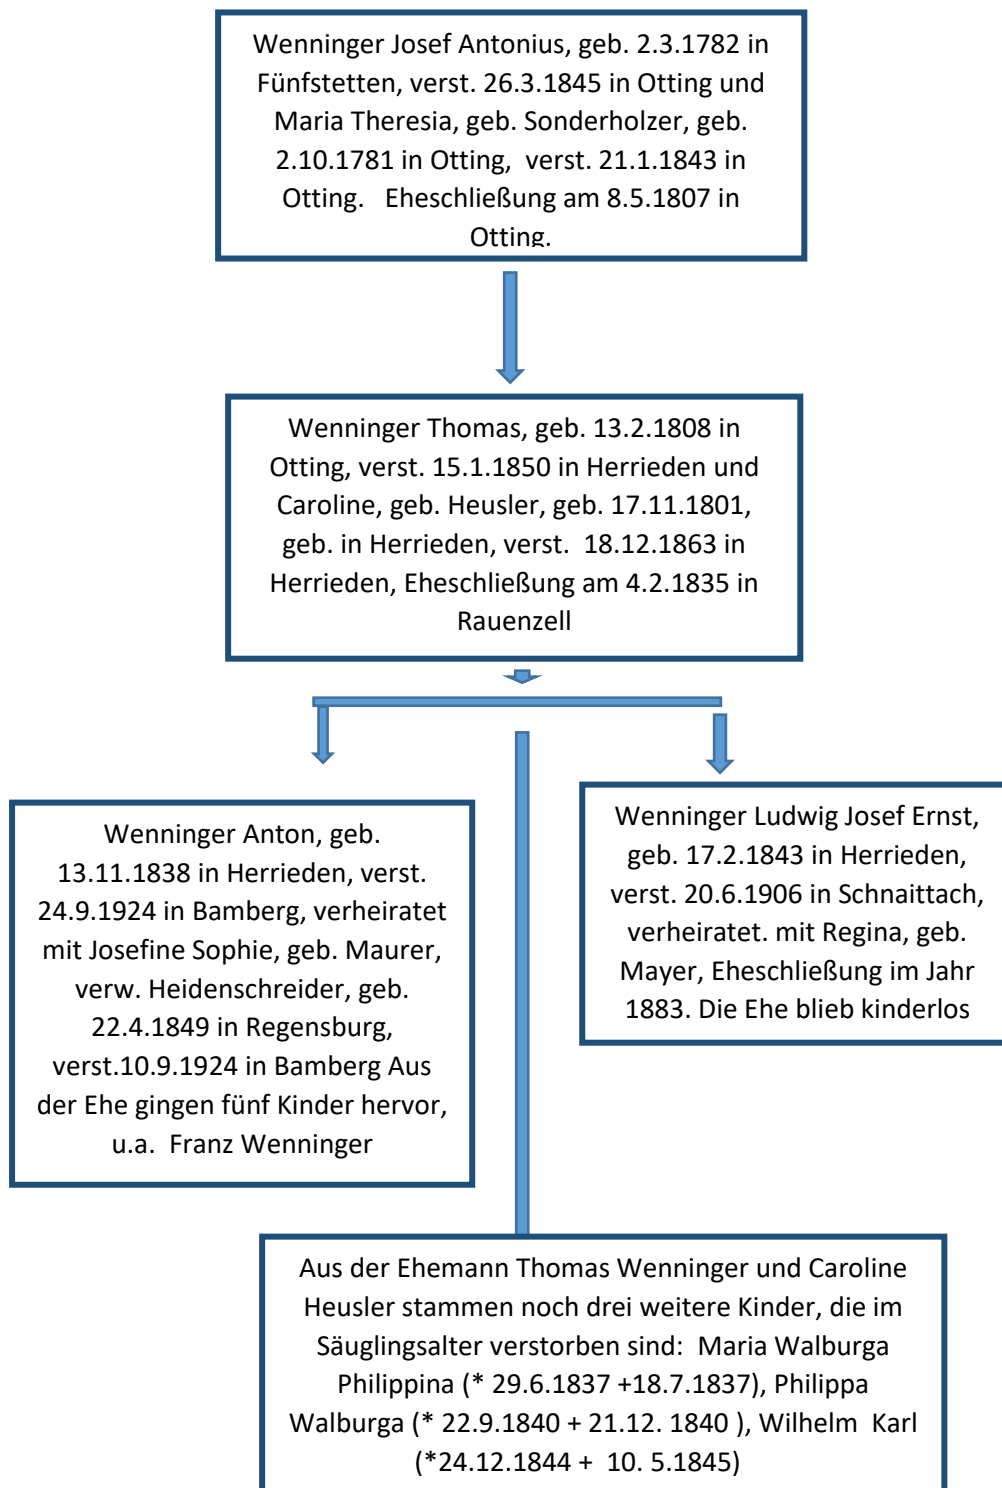 Wenninger Josef Antonius, geb. 2.3.1782 in
Fünfstetten, verst. 26.3.1845 in Otting und
Maria Theresia, geb. Sonderholzer, geb.
2.10.1781 in Otting, verst. 21.1.1843 in
Otting. Eheschließung am 8.5.1807 in
Otting.
Wenninger Thomas, geb. 13.2.1808 in
Otting, verst. 15.1.1850 in Herrieden und
Caroline, geb. Heusler, geb. 17.11.1801,
geb. in Herrieden, verst. 18.12.1863 in
Herrieden, Eheschließung am 4.2.1835 in
Rauenzell
Wenninger Anton, geb.
13.11.1838 in Herrieden, verst.
24.9.1924 in Bamberg, verheiratet
mit Josefine Sophie, geb. Maurer,
verw. Heidenschreider, geb.
22.4.1849 in Regensburg,
verst.10.9.1924 in Bamberg Aus
der Ehe gingen fünf Kinder hervor,
u.a. Franz Wenninger
Wenninger Ludwig Josef Ernst,
geb. 17.2.1843 in Herrieden,
verst. 20.6.1906 in Schnaittach,
verheiratet. mit Regina, geb.
Mayer, Eheschließung im Jahr
1883. Die Ehe blieb kinderlos
Aus der Ehemann Thomas Wenninger und Caroline
Heusler stammen noch drei weitere Kinder, die im
Säuglingsalter verstorben sind: Maria Walburga
Philippina (* 29.6.1837 +18.7.1837), Philippa
Walburga (* 22.9.1840 + 21.12. 1840 ), Wilhelm Karl
(*24.12.1844 + 10. 5.1845)